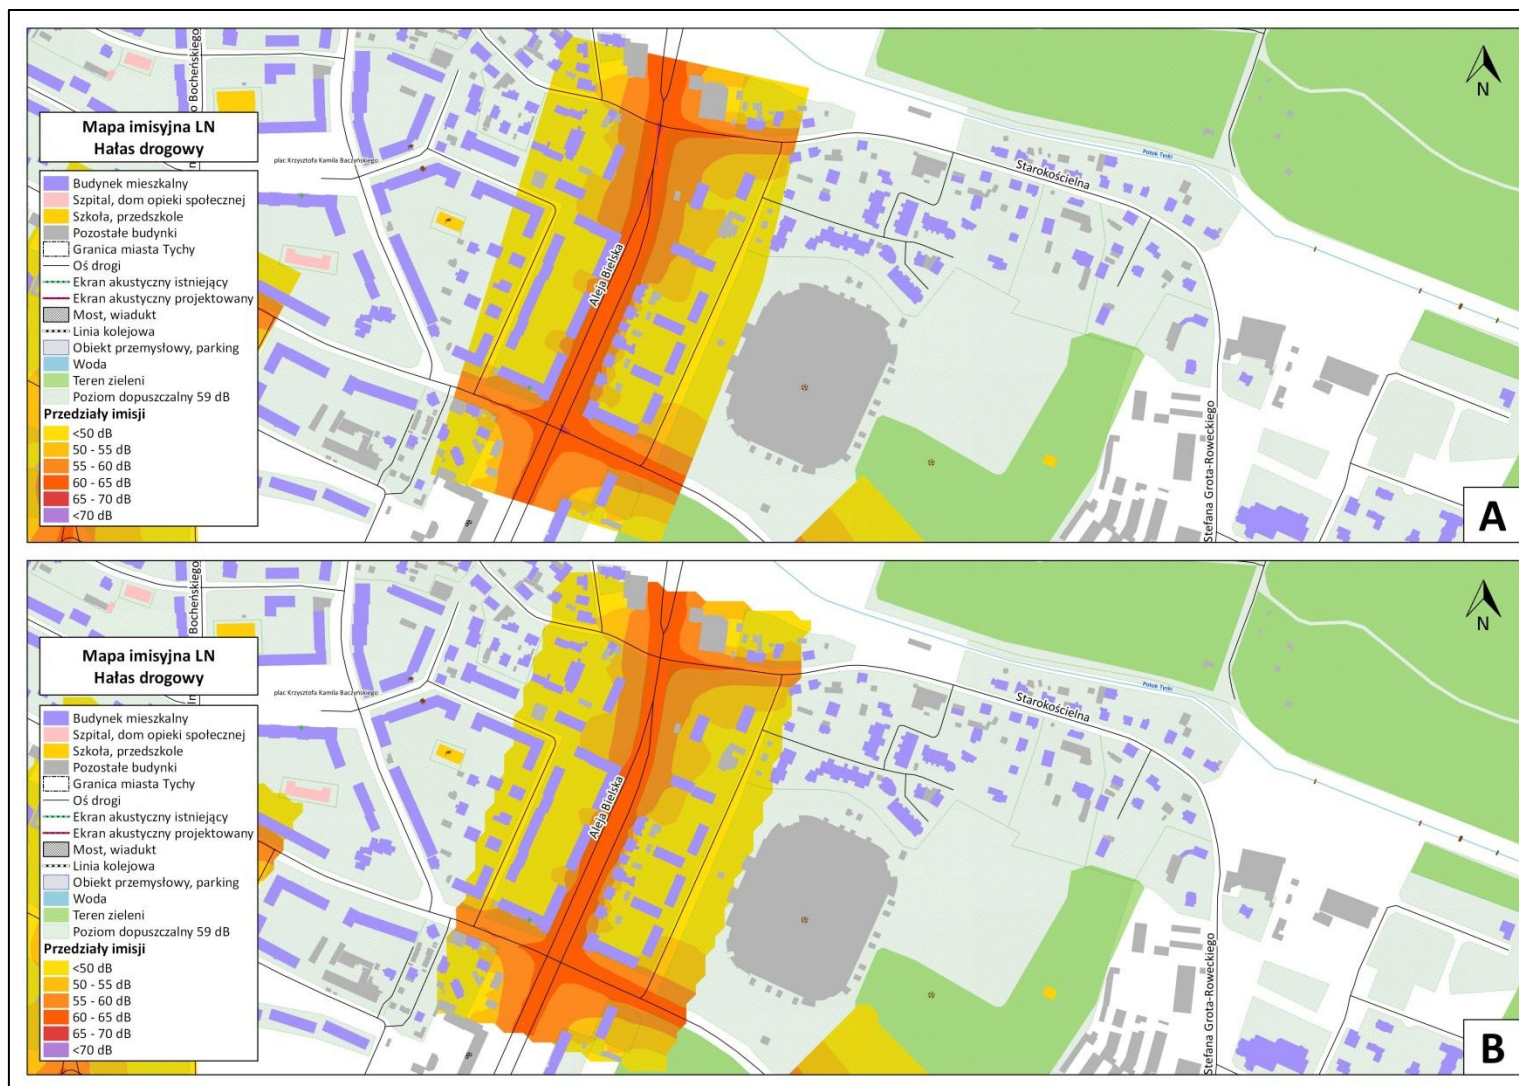 o Bocheńskiego
N
Mapa imisyjna LN
Hałas drogowy
plac Krzysztofa Kamila Baczeńskiego
Potok Tyski
Starokościelna
Budynek mieszkalny
Szpital, dom opieki społecznej
Szkoła, przedszkole
Pozostałe budynki
Granica miasta Tychy
Oś drogi
Ekran akustyczny istniejący
Ekran akustyczny projektowany
Most, wiadukt
Linia kolejowa
Obiekt przemysłowy, parking
Woda
Teren zieleni
Poziom dopuszczalny 59 dB
Przedziały imisji
<50 dB
50 - 55 dB
55 - 60 dB
60 - 65 dB
65 - 70 dB
<70 dB
Aleja Bielska
Stefana Grota-Roweckiego
A
Bocheńskiego
N
Mapa imisyjna LN
Hałas drogowy
plac Krzysztofa Kamila Baczeńskiego
Potok Tyski
Starokościelna
Budynek mieszkalny
Szpital, dom opieki społecznej
Szkoła, przedszkole
Pozostałe budynki
Granica miasta Tychy
Oś drogi
Ekran akustyczny istniejący
Ekran akustyczny projektowany
Most, wiadukt
Linia kolejowa
Obiekt przemysłowy, parking
Woda
Teren zieleni
Poziom dopuszczalny 59 dB
Przedziały imisji
<50 dB
50 - 55 dB
55 - 60 dB
60 - 65 dB
65 - 70 dB
<70 dB
Aleja Bielska
Stefana Grota-Roweckiego
B